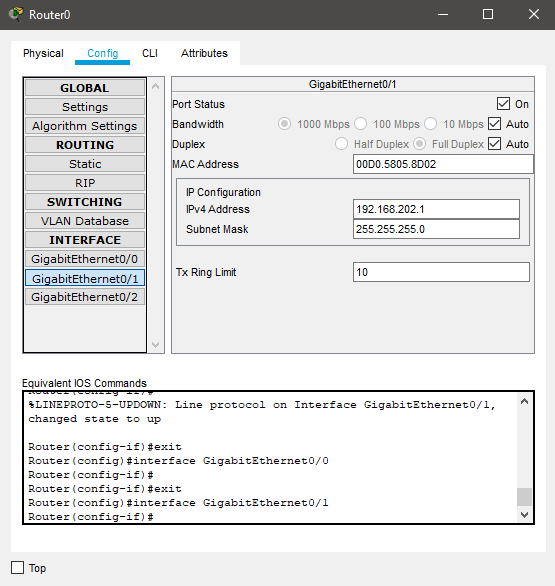 Router0
Physical Config CLI Attributes
GLOBAL
Settings
Algorithm Settings
ROUTING
Static
RIP
SWITCHING
VLAN Database
INTERFACE
GigabitEthernet0/0
GigabitEthernet0/1
GigabitEthernet0/2
GigabitEthernet0/1
Port Status On
Bandwidth 1000 Mbps 100 Mbps 10 Mbps Auto
Duplex Half Duplex Full Duplex Auto
MAC Address 00D0.5805.8D02
IP Configuration
IPv4 Address 192.168.202.1
Subnet Mask 255.255.255.0
Tx Ring Limit 10
Equivalent IOS Commands
%LINEPROTO-5-UPDOWN: Line protocol on Interface GigabitEthernet0/1,
changed state to up
Router(config-if)#exit
Router(config)#interface GigabitEthernet0/0
Router(config-if)#
Router(config-if)#exit
Router(config)#interface GigabitEthernet0/1
Router(config-if)#
Top